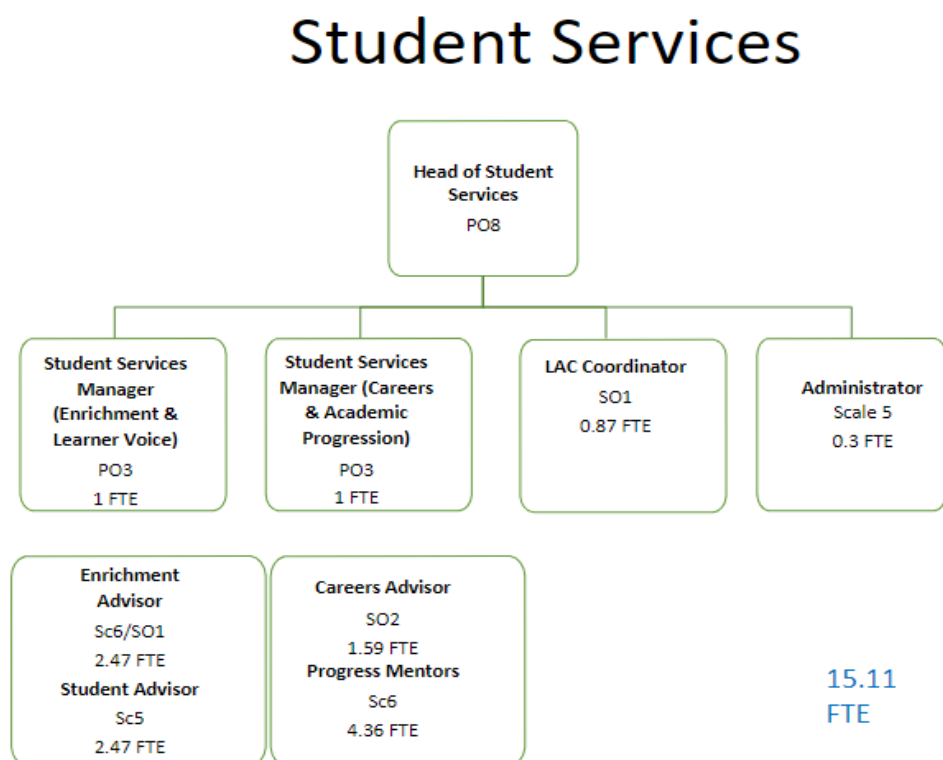 Student Services
Head of Student
Services
PO8
Student Services
Manager
(Enrichment &
Learner Voice)
PO3
1 FTE
Student Services
Manager (Careers
& Academic
Progression)
PO3
1 FTE
LAC Coordinator
SO1
0.87 FTE
Administrator
Scale 5
0.3 FTE
Enrichment
Advisor
Sc6/SO1
2.47 FTE
Student Advisor
Sc5
2.47 FTE
Careers Advisor
SO2
1.59 FTE
Progress Mentors
Sc6
4.36 FTE
15.11
FTE